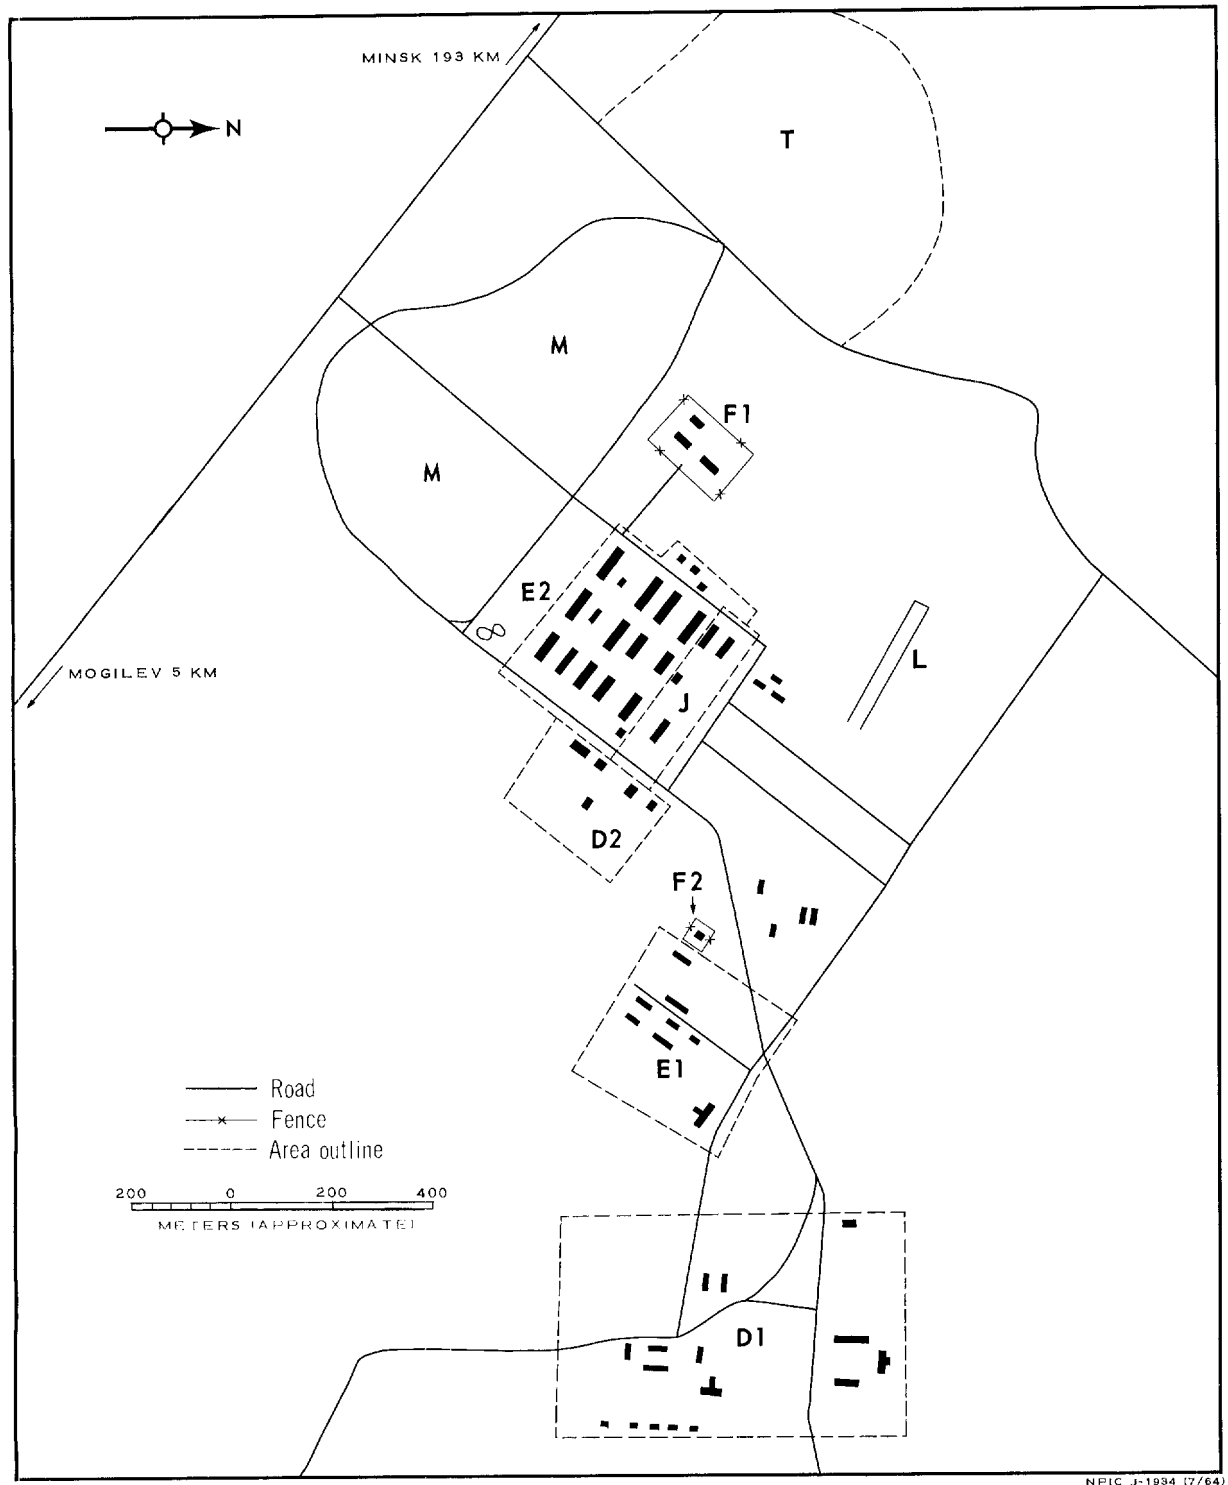 MINSK 193 KM
N
T
M
F1
M
E2
L
MOGILEV 5 KM
J
D2
F2
E1
Road
Fence
Area outline
200 0 200 400
METERS (APPROXIMATE)
D1
NPIC J-1934 (7/64)